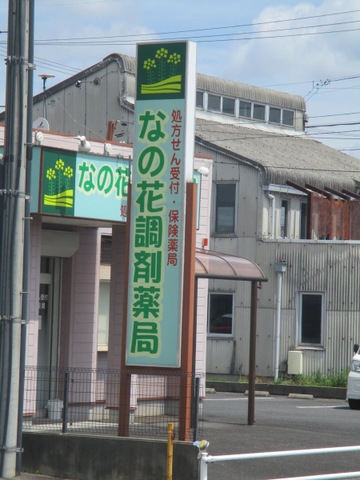 処方せん受付・保険薬局
なの花調剤薬局
なの花
処